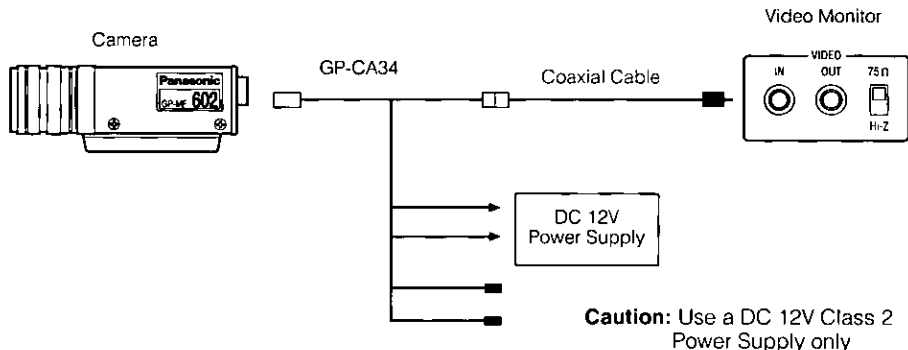 Video Monitor
Camera
GP-CA34
Coaxial Cable
VIDEO
IN OUT 75Ω
Hi-Z
Panasonic
GP-MF 602
DC 12V
Power Supply
Caution: Use a DC 12V Class 2
Power Supply only